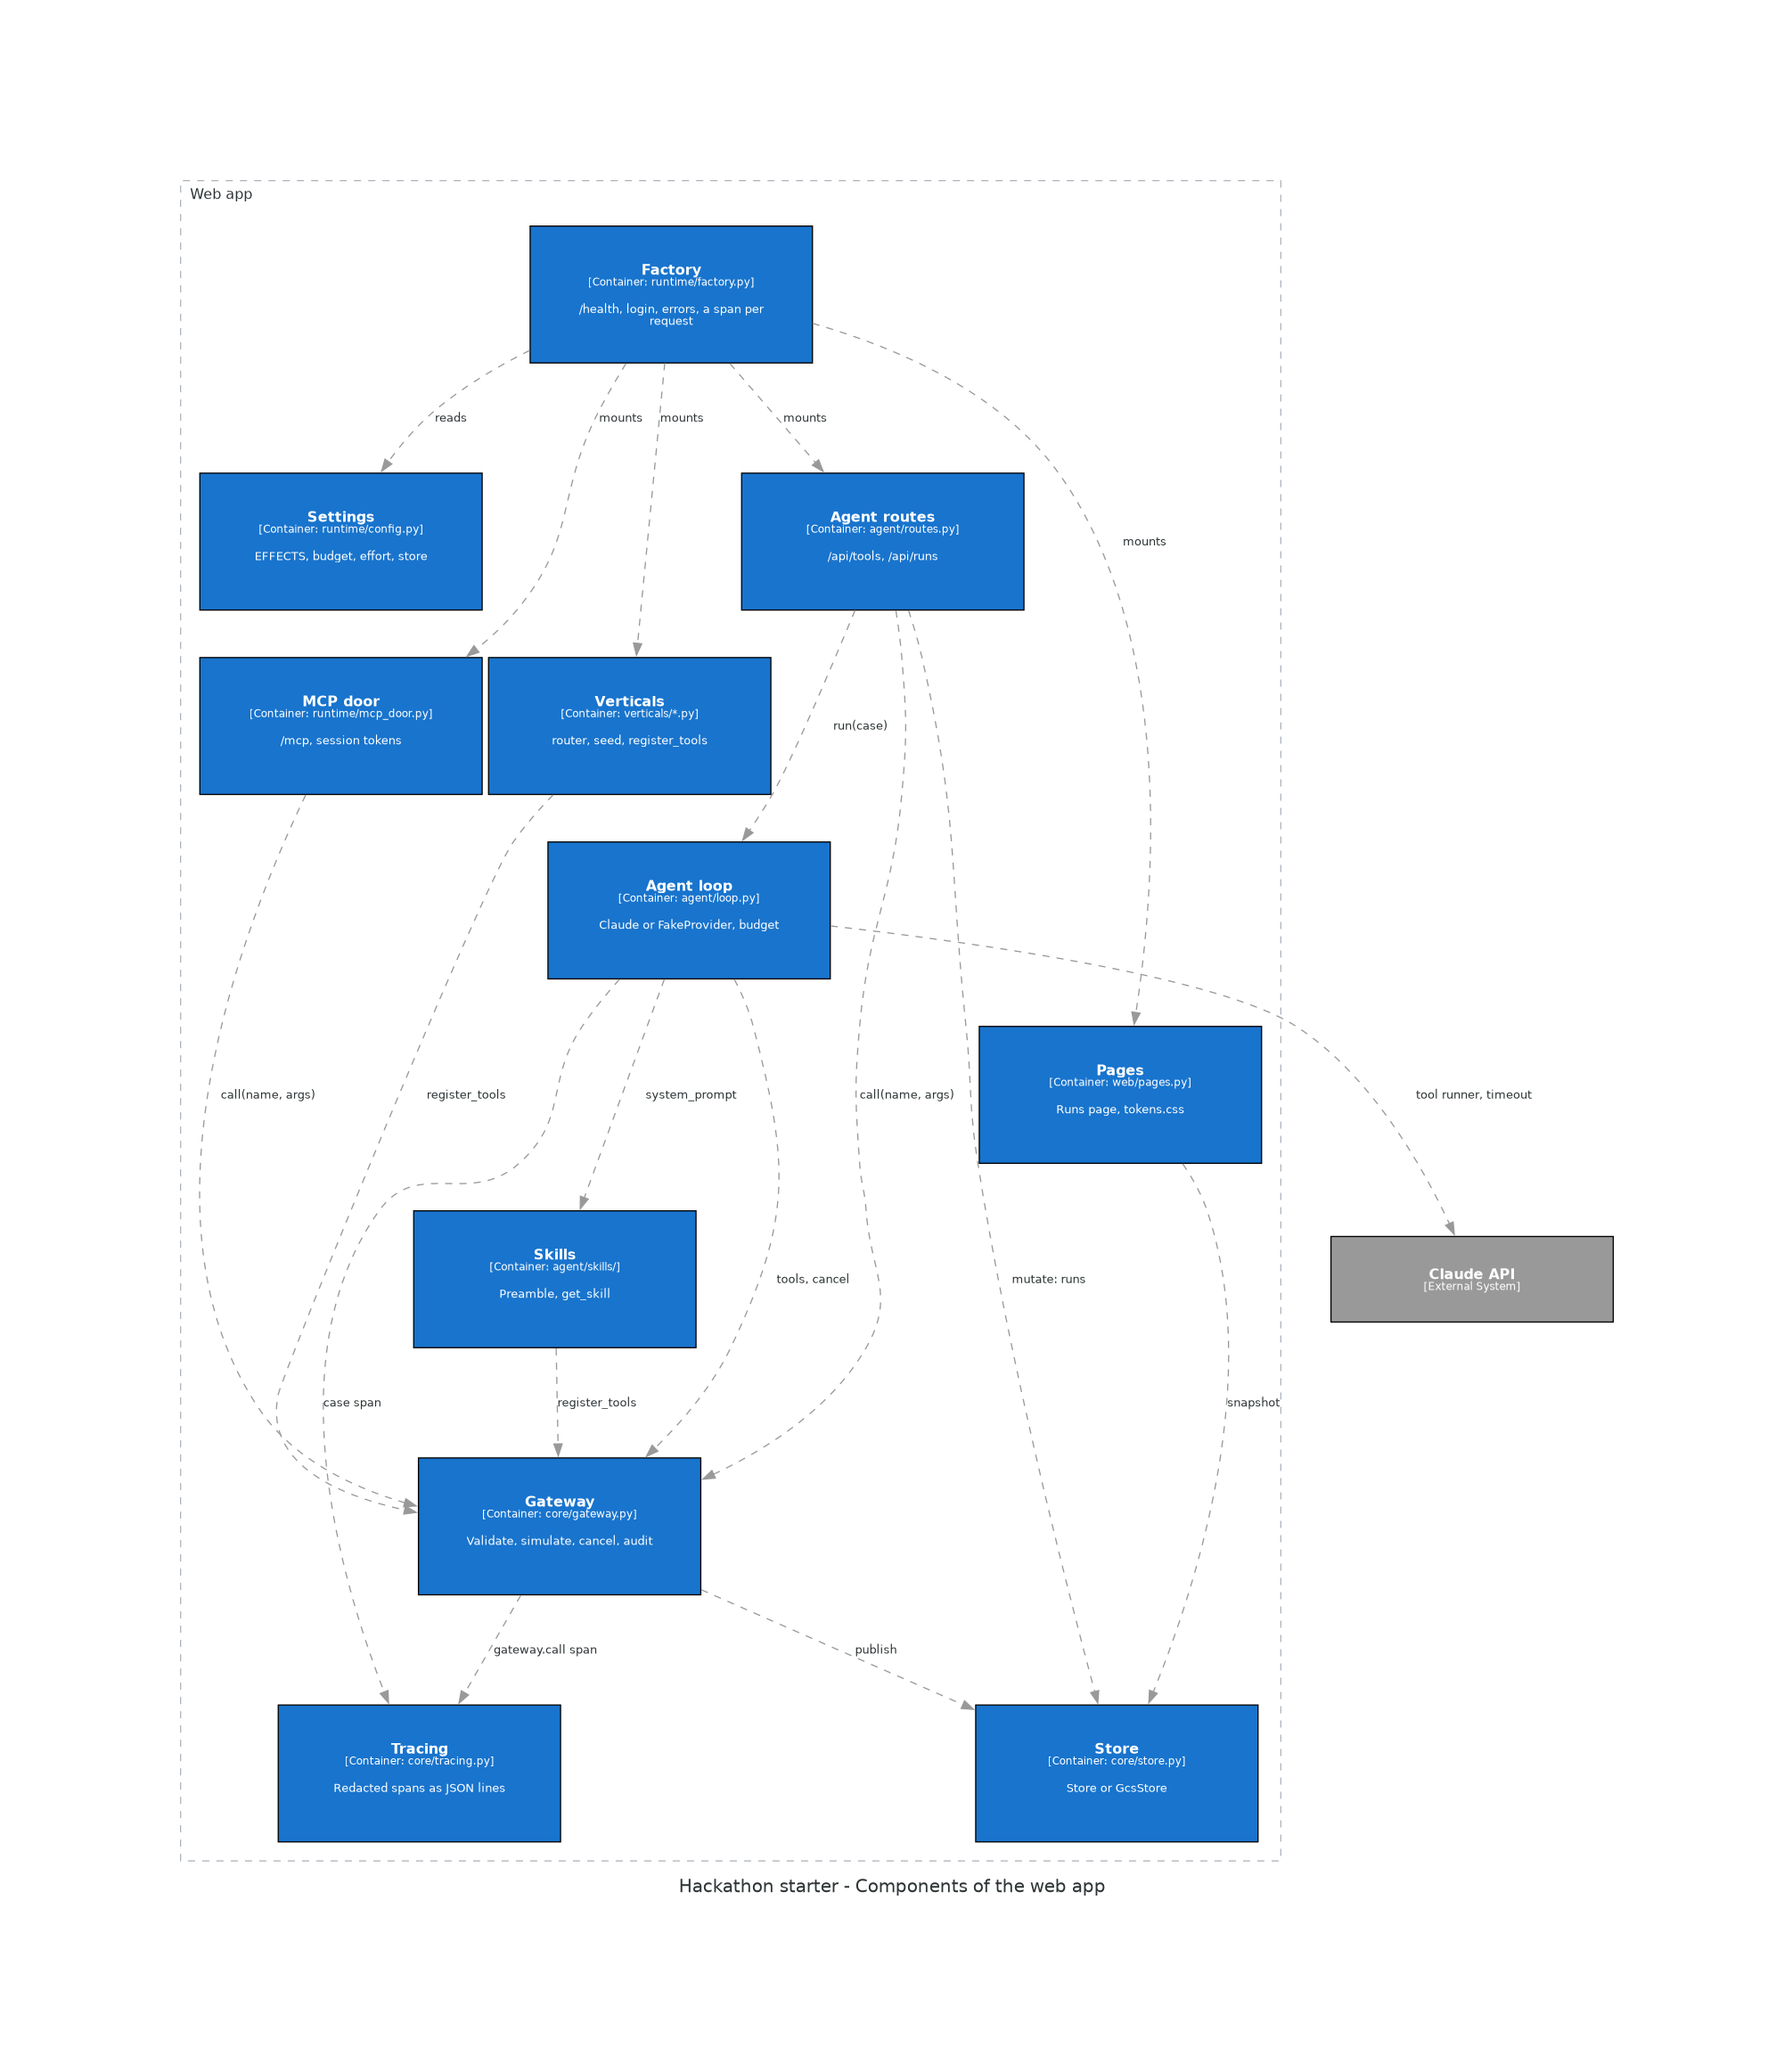 Web app
Factory
[Container: runtime/factory.py]
/health, login, errors, a span per
request
reads
mounts
mounts
mounts
mounts
Settings
[Container: runtime/config.py]
EFFECTS, budget, effort, store
Agent routes
[Container: agent/routes.py]
/api/tools, /api/runs
MCP door
[Container: runtime/mcp_door.py]
/mcp, session tokens
Verticals
[Container: verticals/*.py]
router, seed, register_tools
run(case)
Agent loop
[Container: agent/loop.py]
Claude or FakeProvider, budget
Pages
[Container: web/pages.py]
Runs page, tokens.css
call(name, args)
register_tools
system_prompt
call(name, args)
tool runner, timeout
Skills
[Container: agent/skills/]
Preamble, get_skill
tools, cancel
mutate: runs
Claude API
[External System]
case span
register_tools
snapshot
Gateway
[Container: core/gateway.py]
Validate, simulate, cancel, audit
gateway.call span
publish
Tracing
[Container: core/tracing.py]
Redacted spans as JSON lines
Store
[Container: core/store.py]
Store or GcsStore
Hackathon starter - Components of the web app